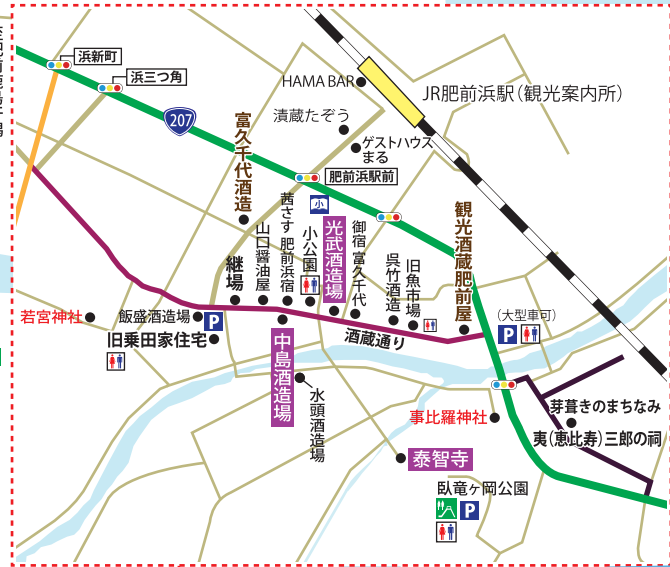 浜新町
浜三つ角
HAMA BAR
JR肥前浜駅（観光案内所）
207
漬蔵たぞう
ゲストハウス
まる
富久千代酒造
肥前浜駅前
小
山口醤油屋
茜さす 肥前浜宿
小公園
光武酒造場
御宿 富久千代
呉竹酒造
旧魚市場
観光酒蔵肥前屋
継場
若宮神社
飯盛酒造場
P
旧乗田家住宅
中島酒造場
酒蔵通り
（大型車可）
P
水頭酒造場
事比羅神社
芽葺きのまちなみ
夷（恵比寿）三郎の祠
泰智寺
臥竜ヶ岡公園
P